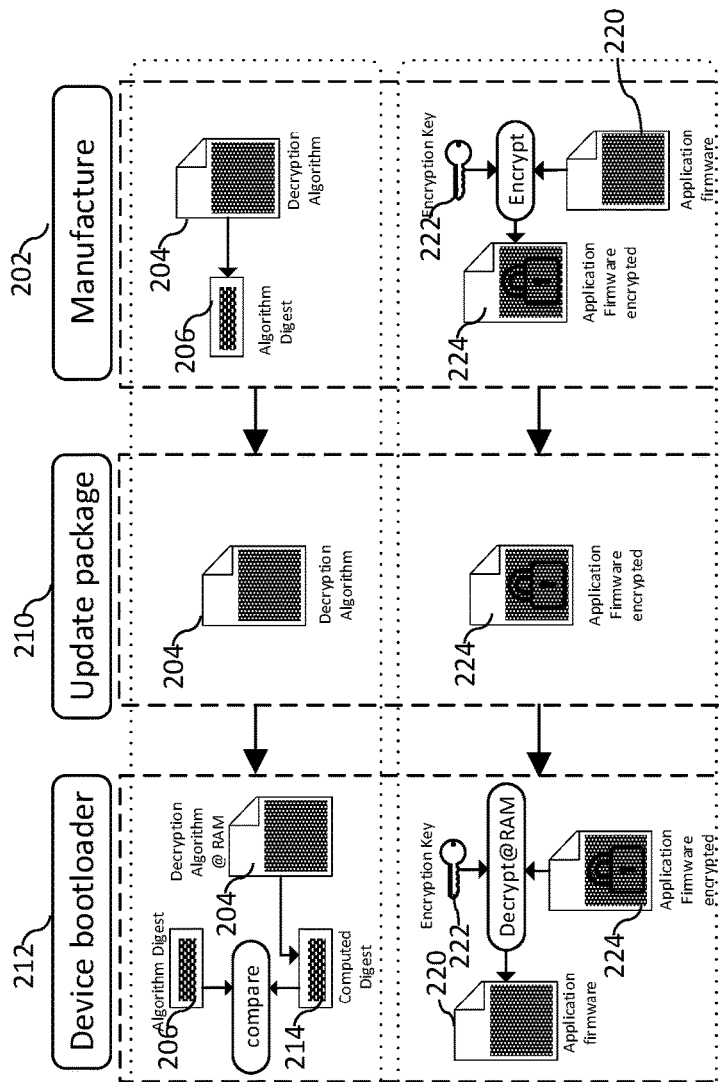 212
Device bootloader
Algorithm Digest
206
compare
214
Computed
Digest
Decryption
Algorithm
@ RAM
204
Encryption Key
222
Decrypt@RAM
220
Application
firmware
224
Application
Firmware
encrypted
210
Update package
204
Decryption
Algorithm
224
Application
Firmware
encrypted
202
Manufacture
206
Algorithm
Digest
204
Decryption
Algorithm
222
Encryption Key
Encrypt
224
Application
Firmware
encrypted
220
Application
firmware